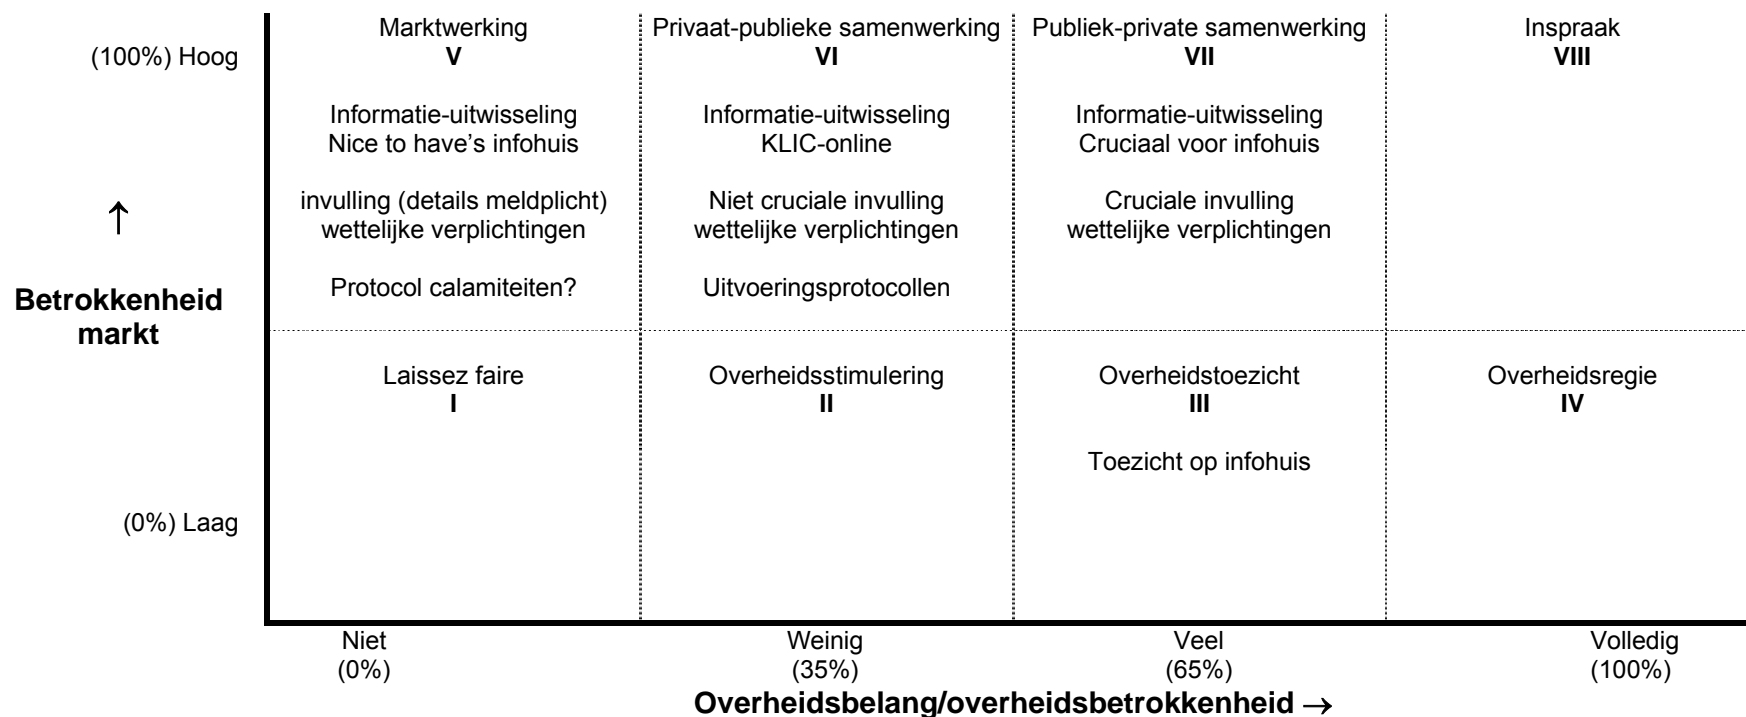 Marktwerking
V
Privaat-publieke samenwerking
VI
Publiek-private samenwerking
VII
Inspraak
VIII
(100%) Hoog
Informatie-uitwisseling
Nice to have's infohuis
invulling (details meldplicht)
wettelijke verplichtingen
Protocol calamiteiten?
Informatie-uitwisseling
KLIC-online
Niet cruciale invulling
wettelijke verplichtingen
Uitvoeringsprotocollen
Informatie-uitwisseling
Cruciaal voor infohuis
Cruciale invulling
wettelijke verplichtingen
↑
Betrokkenheid
markt
Laissez faire
I
Overheidsstimulering
II
Overheidstoezicht
III
Toezicht op infohuis
Overheidsregie
IV
(0%) Laag
Niet
(0%)
Weinig
(35%)
Veel
(65%)
Volledig
(100%)
Overheidsbelang/overheidsbetrokkenheid →